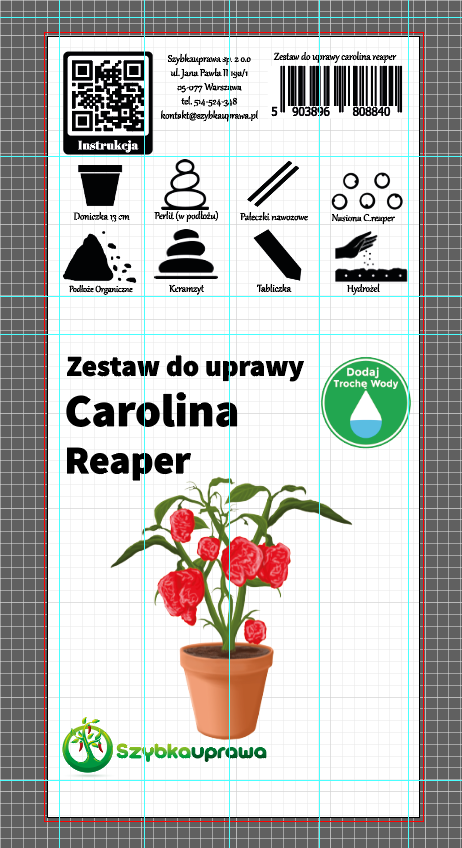 Instrukcja
Szybkauprawa sp. z o.o
ul. Jana Pawła II 19a/1
05-077 Warszawa
tel. 514-524-348
kontakt@szybkauprawa.pl
Zestaw do uprawy carolina reaper
5 903896 808840
Doniczka 13 cm
Perlit (w podłożu)
Pałeczki nawozowe
Nasiona C.reaper
Podłoże Organiczne
Keramzyt
Tabliczka
Hydrożel
Zestaw do uprawy
Carolina
Reaper
Dodaj
Trochę Wody
Szybkauprawa